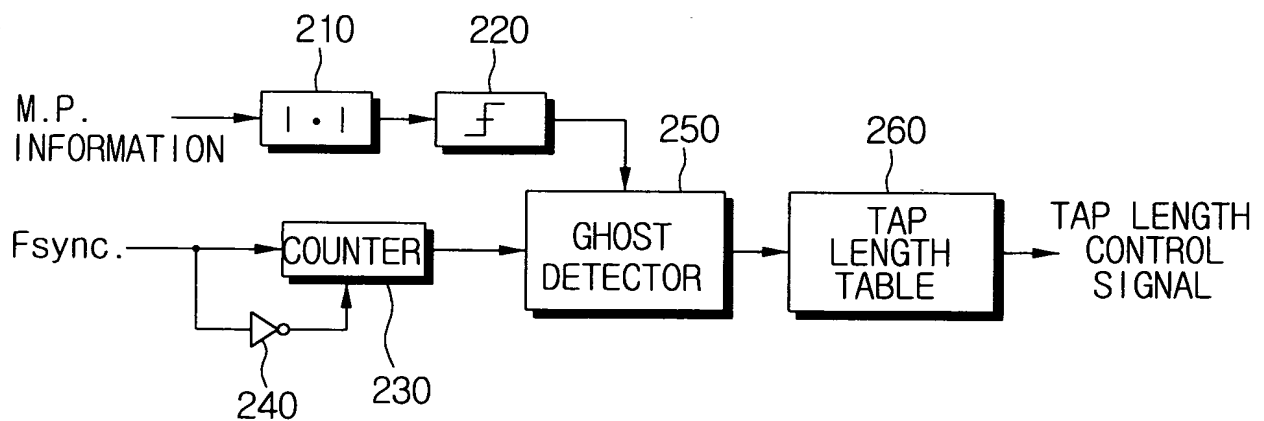 210
220
M.P.
INFORMATION
| • |
250
260
Fsync.
COUNTER
GHOST
DETECTOR
TAP
LENGTH
TABLE
TAP LENGTH
CONTROL
SIGNAL
240
230